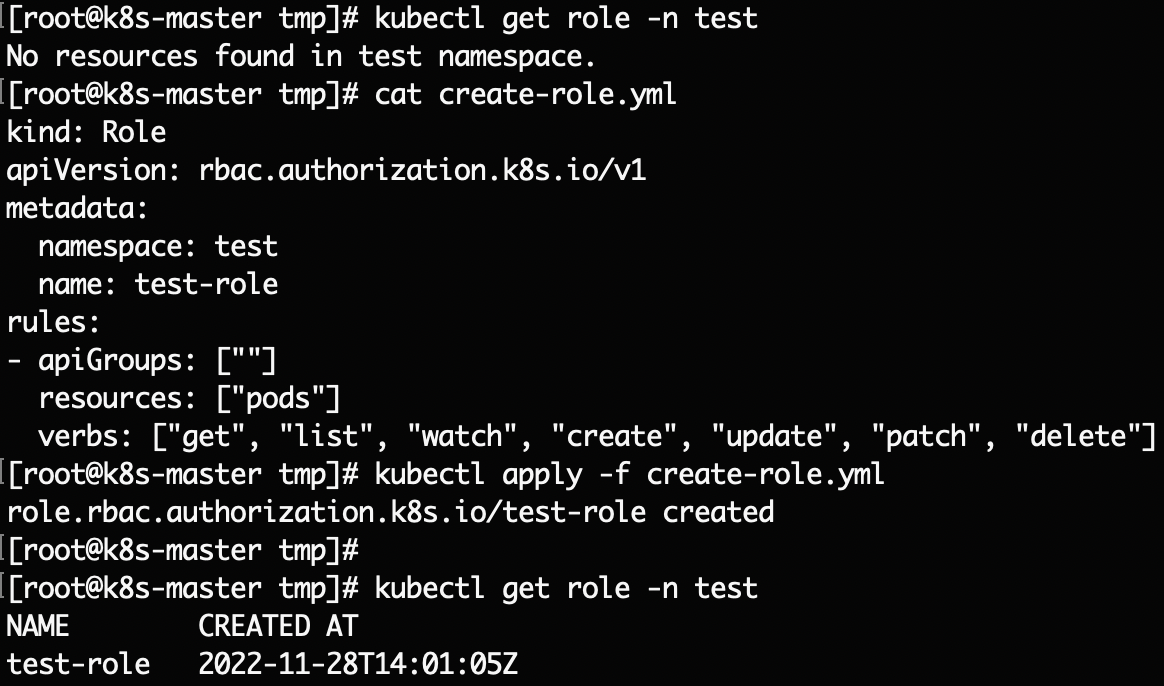 [root@k8s-master tmp]# kubectl get role -n test
No resources found in test namespace.
[root@k8s-master tmp]# cat create-role.yml
kind: Role
apiVersion: rbac.authorization.k8s.io/v1
metadata:
  namespace: test
  name: test-role
rules:
- apiGroups: [""]
  resources: ["pods"]
  verbs: ["get", "list", "watch", "create", "update", "patch", "delete"]
[root@k8s-master tmp]# kubectl apply -f create-role.yml
role.rbac.authorization.k8s.io/test-role created
[root@k8s-master tmp]#
[root@k8s-master tmp]# kubectl get role -n test
NAME        CREATED AT
test-role   2022-11-28T14:01:05Z